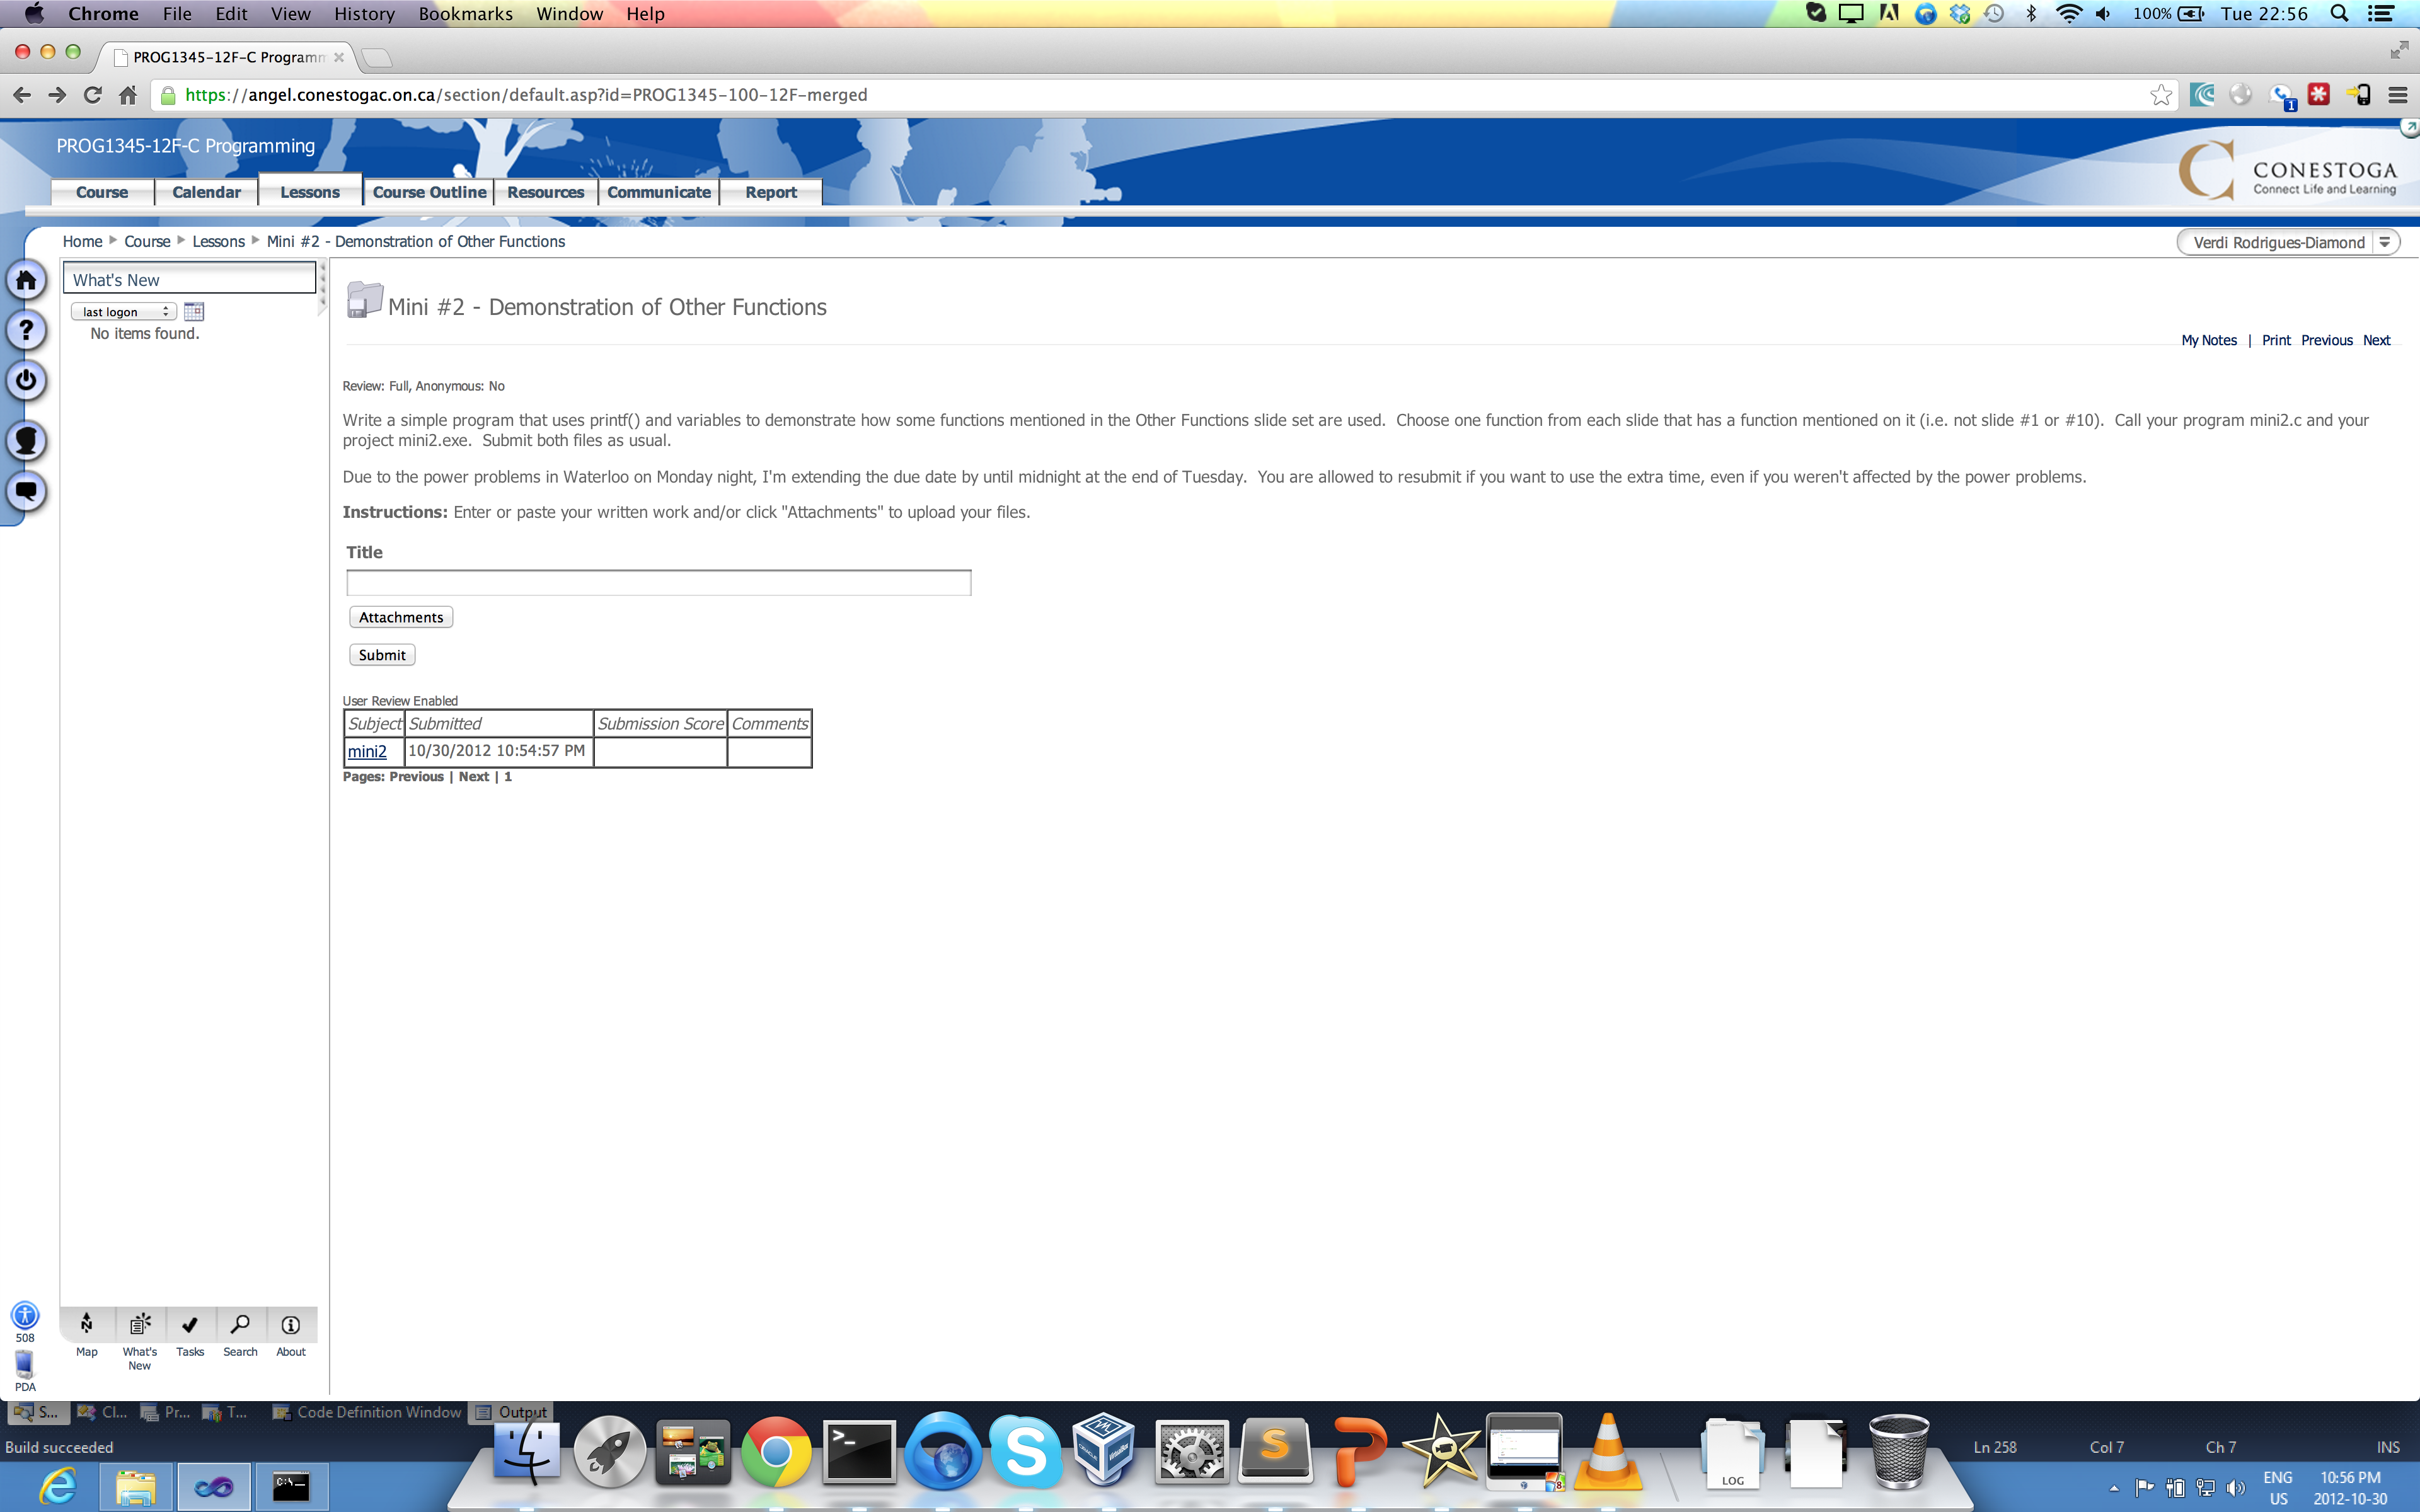 Chrome File Edit View History Bookmarks Window Help 100% Tue 22:56
PROG1345-12F-C Programm
https://angel.conestogac.on.ca/section/default.asp?id=PROG1345-100-12F-merged 1
PROG1345-12F-C Programming
CONESTOGA
Connect Life and Learning
Course Calendar Lessons Course Outline Resources Communicate Report
Home Course Lessons Mini #2 - Demonstration of Other Functions Verdi Rodrigues-Diamond
What's New
last logon
No items found.
Mini #2 - Demonstration of Other Functions
My Notes | Print Previous Next
Review: Full, Anonymous: No
Write a simple program that uses printf() and variables to demonstrate how some functions mentioned in the Other Functions slide set are used. Choose one function from each slide that has a function mentioned on it (i.e. not slide #1 or #10). Call your program mini2.c and your
project mini2.exe. Submit both files as usual.
Due to the power problems in Waterloo on Monday night, I'm extending the due date by until midnight at the end of Tuesday. You are allowed to resubmit if you want to use the extra time, even if you weren't affected by the power problems.
Instructions: Enter or paste your written work and/or click "Attachments" to upload your files.
Title
Attachments
Submit
User Review Enabled
Subject Submitted Submission Score Comments
mini2 10/30/2012 10:54:57 PM
Pages: Previous | Next | 1
508
PDA
Map What's New Tasks Search About
S... Cl... Pr... T... Code Definition Window Output
Build succeeded
LOG
Ln 258 Col 7 Ch 7 INS
ENG 10:56 PM
US 2012-10-30